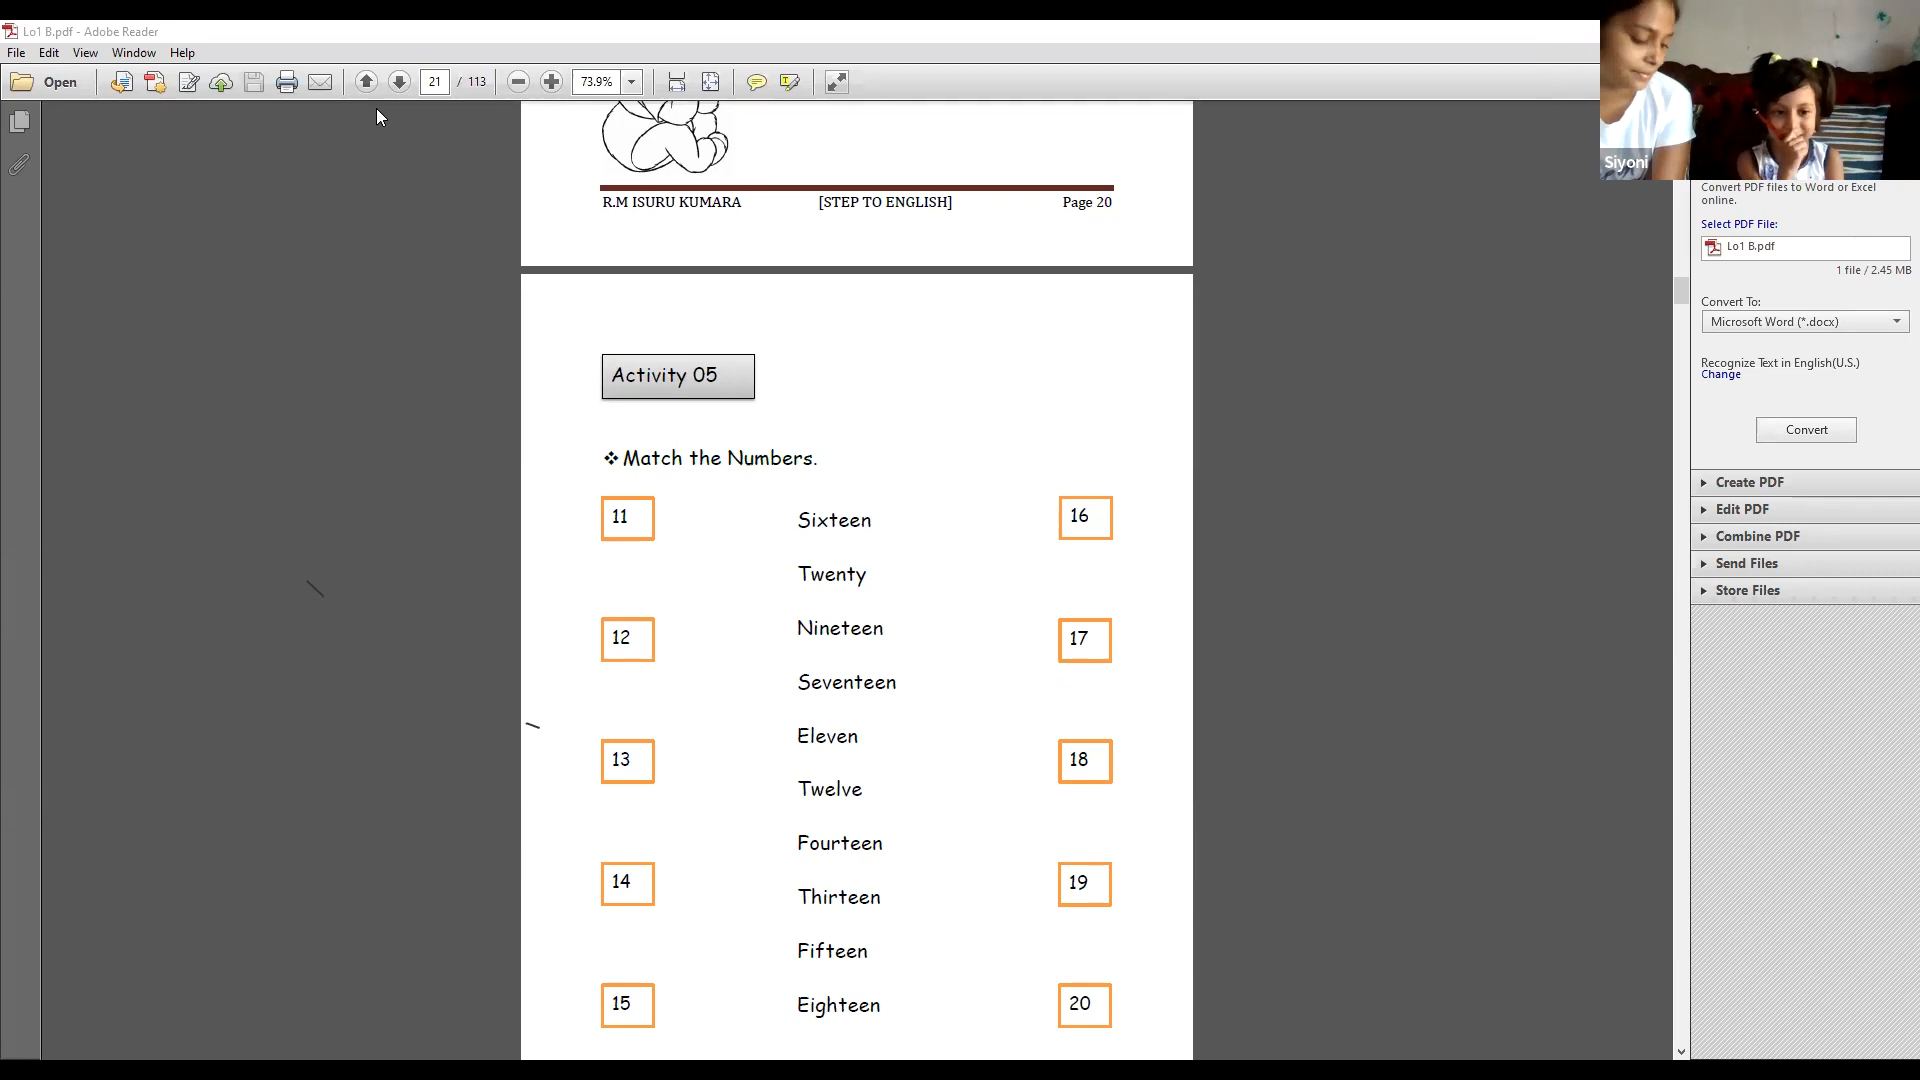 Lo1 B.pdf - Adobe Reader
File Edit View Window Help
Open 21 / 113 73.9%
Siyoni
R.M ISURU KUMARA [STEP TO ENGLISH] Page 20
Convert PDF files to Word or Excel
online.
Select PDF File:
Lo1 B.pdf
1 file / 2.45 MB
Convert To:
Microsoft Word (*.docx)
Recognize Text in English(U.S.)
Change
Convert
Create PDF
Edit PDF
Combine PDF
Send Files
Store Files
Activity 05
❖ Match the Numbers.
11 Sixteen 16
Twenty
12 Nineteen 17
Seventeen
Eleven
13 18
Twelve
Fourteen
14 Thirteen 19
Fifteen
15 Eighteen 20